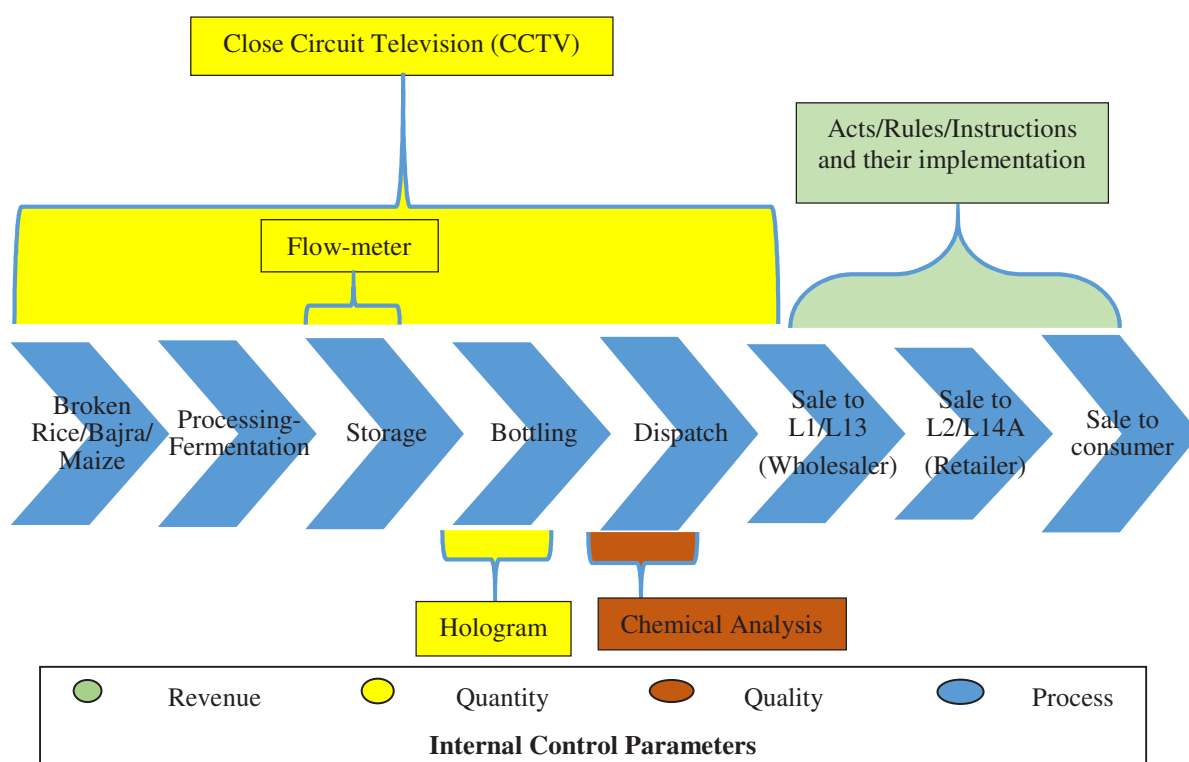 Close Circuit Television (CCTV)
Acts/Rules/Instructions
and their implementation
Flow-meter
Broken
Rice/Bajra/
Maize
Processing-
Fermentation
Storage
Bottling
Dispatch
Sale to
L1/L13
(Wholesaler)
Sale to
L2/L14A
(Retailer)
Sale to
consumer
Hologram
Chemical Analysis
Revenue
Quantity
Quality
Process
Internal Control Parameters